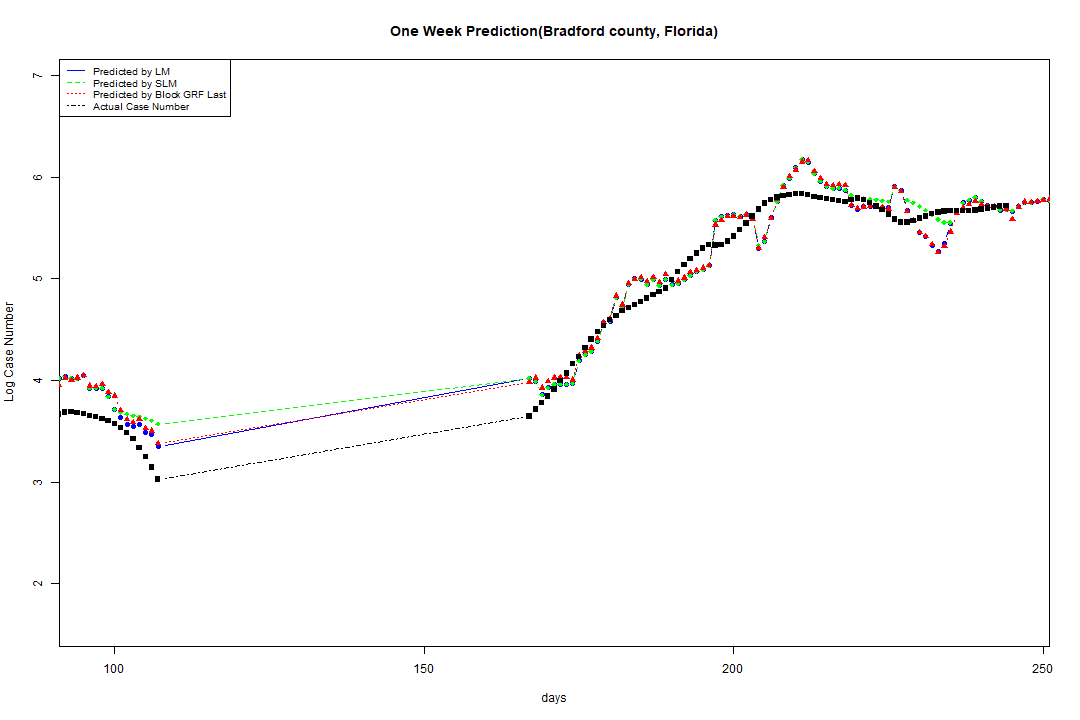 One Week Prediction(Bradford county, Florida)
Predicted by LM
Predicted by SLM
Predicted by Block GRF Last
Actual Case Number
Log Case Number
7
6
5
4
3
2
100 150 200 250
days